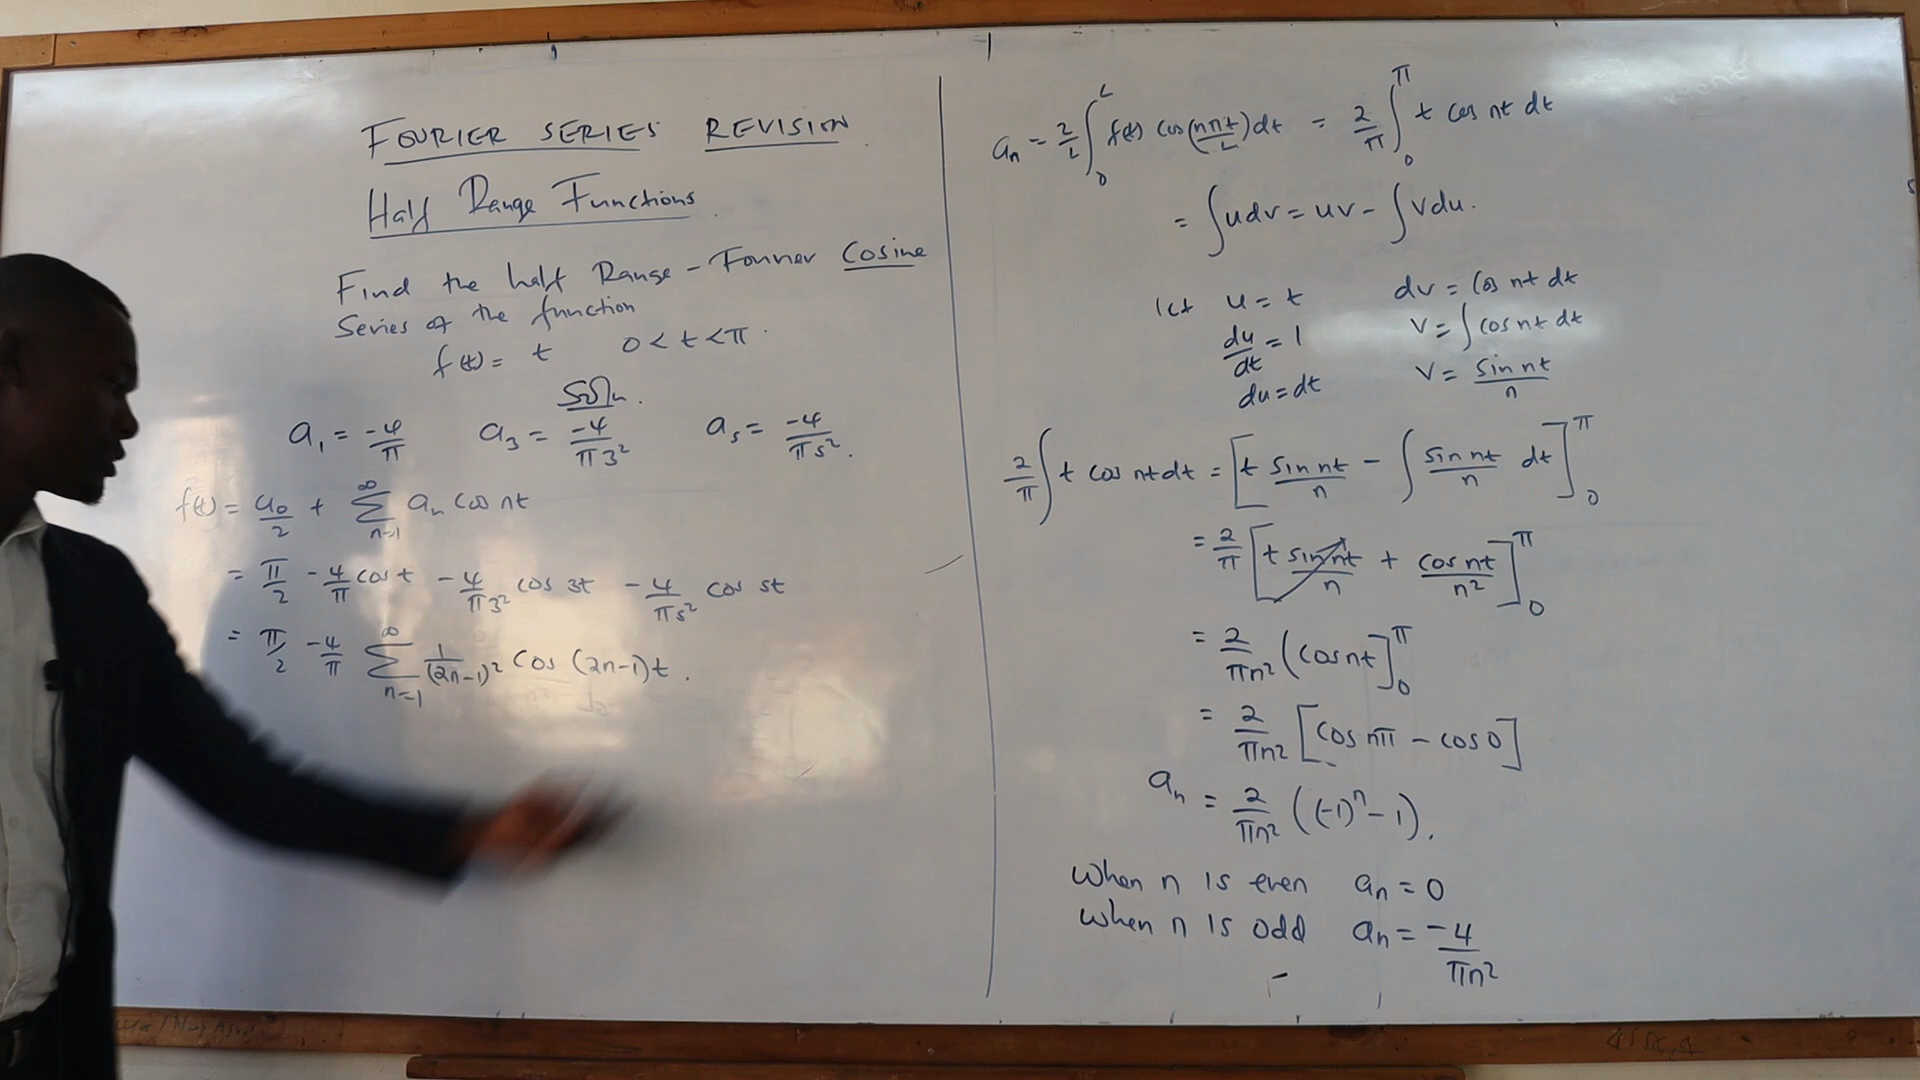 FOURIER SERIES REVISION
Half Range Functions
Find the half Range - Fourier Cosine
Series of the function
f(t) = t 0 < t < π
Soln.
a₁ = -4/π a₃ = -4/π3² a₅ = -4/π5².
f(t) = a₀/2 + ∑_{n=1}^{∞} aₙ cos nt
= π/2 - 4/π cos t - 4/π3² cos 3t - 4/π5² cos 5t
= π/2 - 4/π ∑_{n=1}^{∞} 1/(2n-1)² cos (2n-1)t.
aₙ = 2/L ∫₀^L f(t) cos(nπt/L) dt = 2/π ∫₀^π t cos nt dt
= ∫udv = uv - ∫vdu.
let u = t dv = cos nt dt
du/dt = 1 v = ∫cos nt dt
du = dt v = sin nt/n
2/π ∫ t cos nt dt = [t sin nt/n - ∫ sin nt/n dt]₀^π
= 2/π [t sin nt/n + cos nt/n²]₀^π
= 2/πn² (cos nt]₀^π
= 2/πn² [cos nπ - cos 0]
aₙ = 2/πn² ((-1)ⁿ - 1).
When n is even aₙ = 0
When n is odd aₙ = -4/πn²